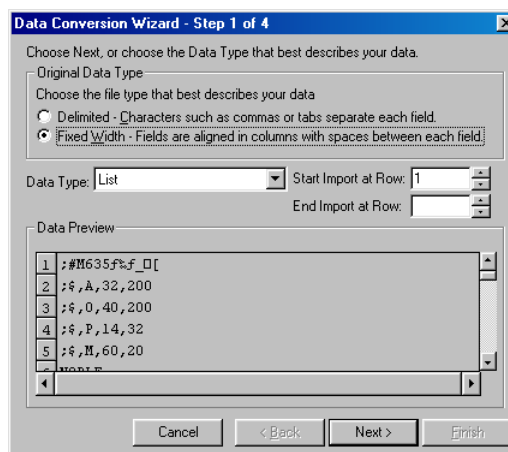 Data Conversion Wizard - Step 1 of 4
Choose Next, or choose the Data Type that best describes your data.
Original Data Type
Choose the file type that best describes your data
Delimited - Characters such as commas or tabs separate each field.
Fixed Width - Fields are aligned in columns with spaces between each field.
Data Type: List
Start Import at Row: 1
End Import at Row:
Data Preview
1 ;#M635ƒ‰ƒ_□[
2 ;$,A,32,200
3 ;$,0,40,200
4 ;$,P,14,32
5 ;$,M,60,20
Cancel < Back Next > Finish